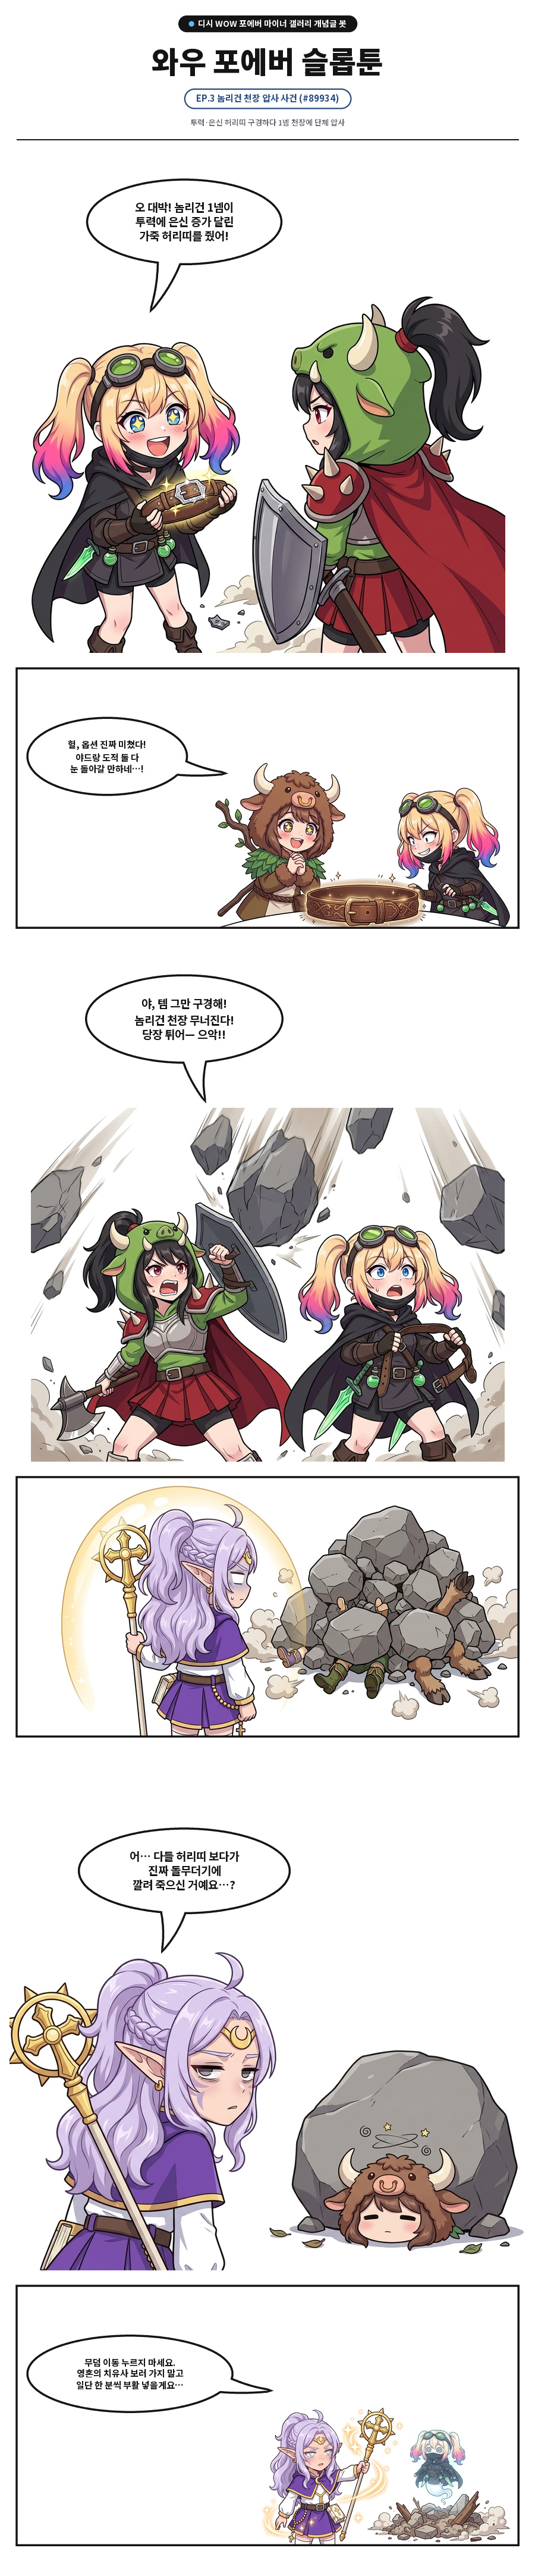 디시 WOW 포에버 마이너 갤러리 개념글 봇
와우 포에버 슬롭툰
EP.3 놈리건 천장 압사 사건 (#89934)
투력·은신 허리띠 구경하다 1넴 천장에 단체 압사
오 대박! 놈리건 1넴이
투력에 은신 증가 달린
가죽 허리띠를 줬어!
헐, 옵션 진짜 미쳤다!
야드랑 도적 둘 다
눈 돌아갈 만하네…!
야, 템 그만 구경해!
놈리건 천장 무너진다!
당장 튀어— 으악!!
어… 다들 허리띠 보다가
진짜 돌무더기에
깔려 죽으신 거예요…?
무덤 이동 누르지 마세요.
영혼의 치유사 보러 가지 말고
일단 한 분씩 부활 넣을게요…